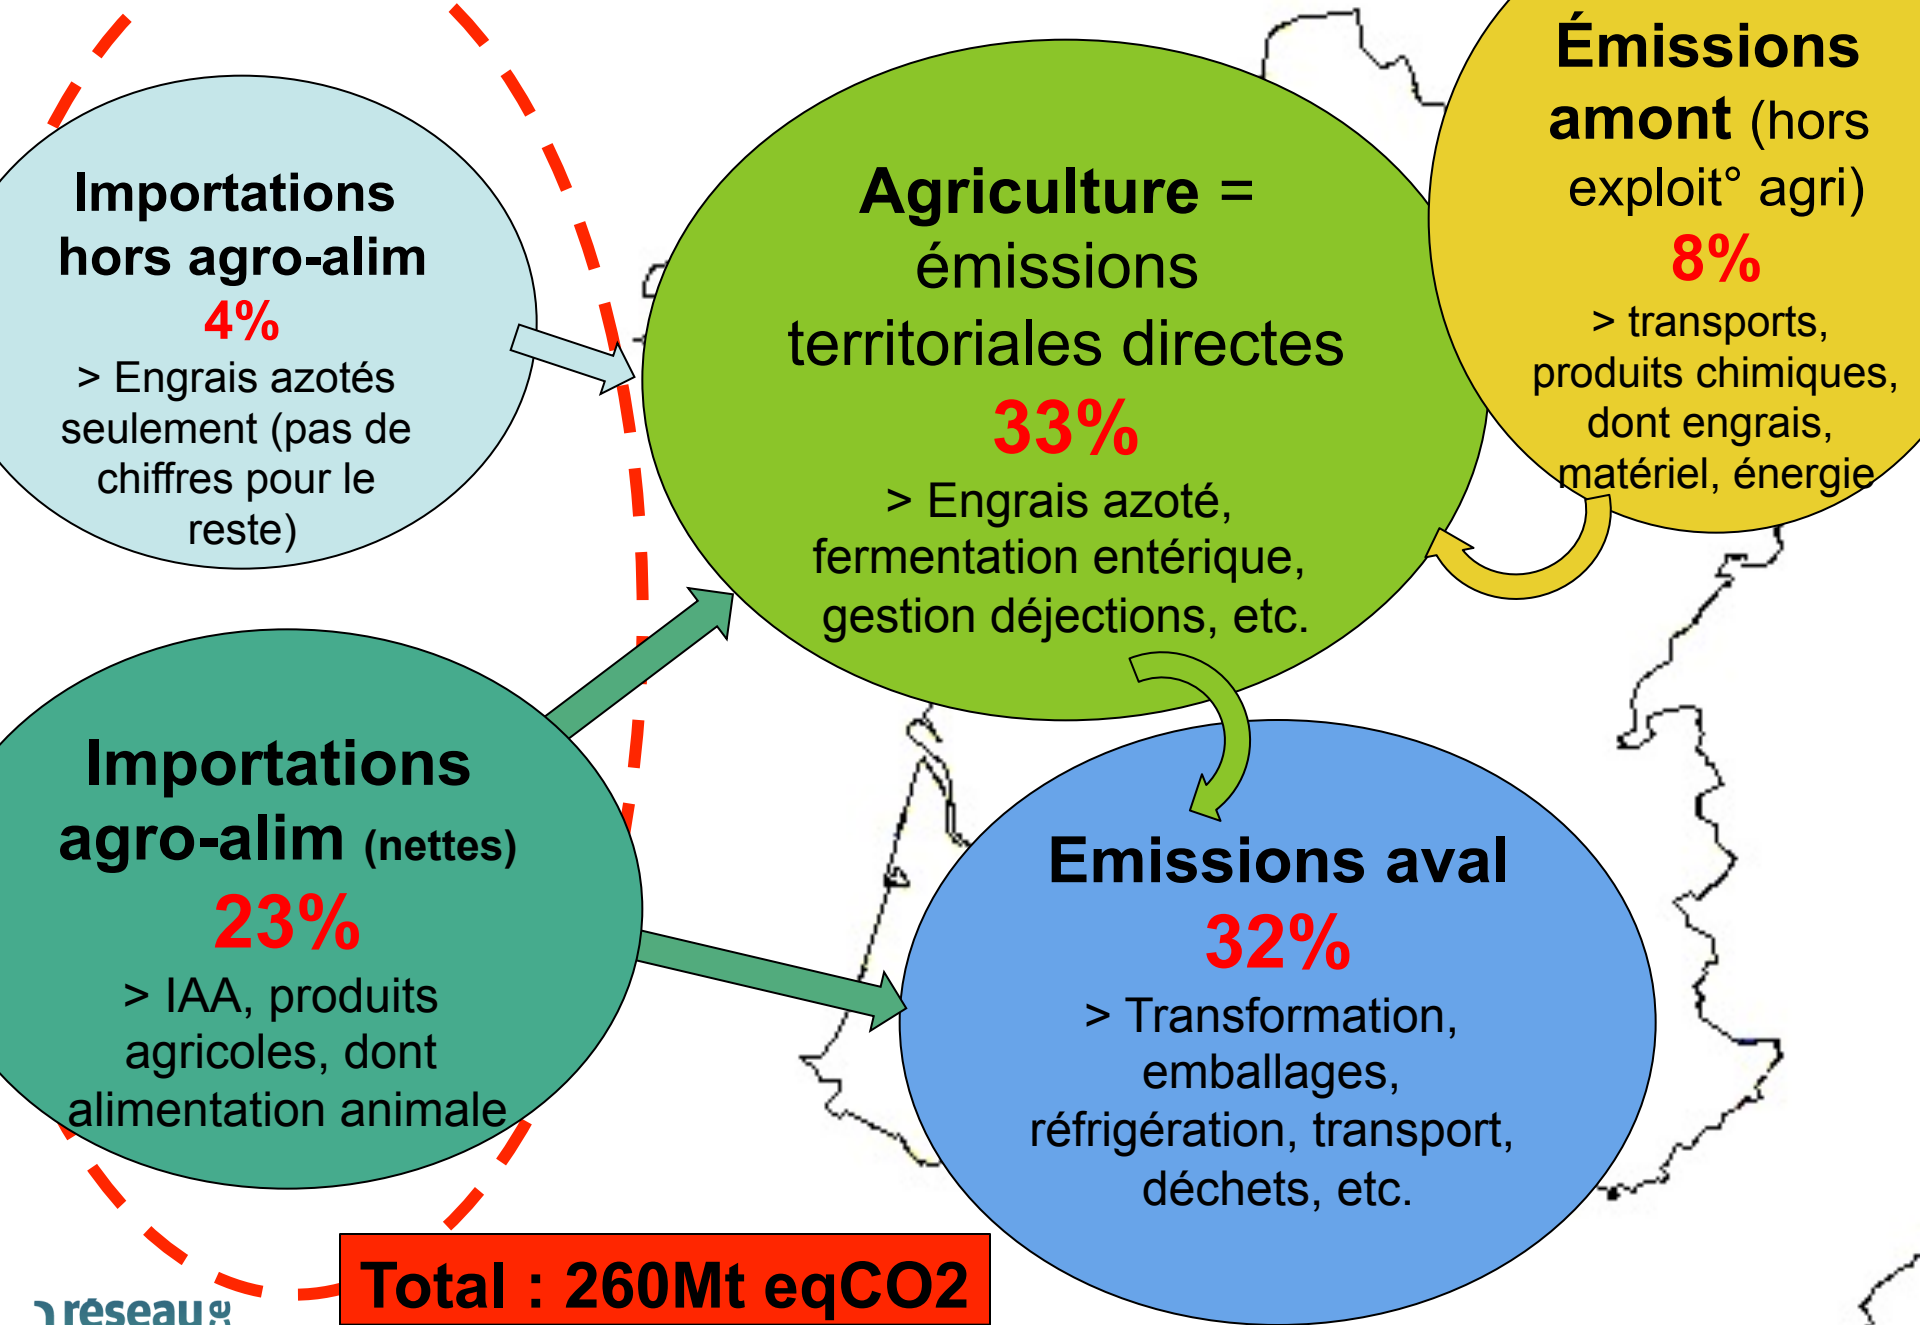 Importations
hors agro-alim
4%
> Engrais azotés
seulement (pas de
chiffres pour le
reste)
Agriculture =
émissions
territoriales directes
33%
> Engrais azoté,
fermentation entérique,
gestion déjections, etc.
Émissions
amont (hors
exploit° agri)
8%
> transports,
produits chimiques,
dont engrais,
matériel, énergie
Importations
agro-alim (nettes)
23%
> IAA, produits
agricoles, dont
alimentation animale
Emissions aval
32%
> Transformation,
emballages,
réfrigération, transport,
déchets, etc.
Total : 260Mt eqCO2
réseau